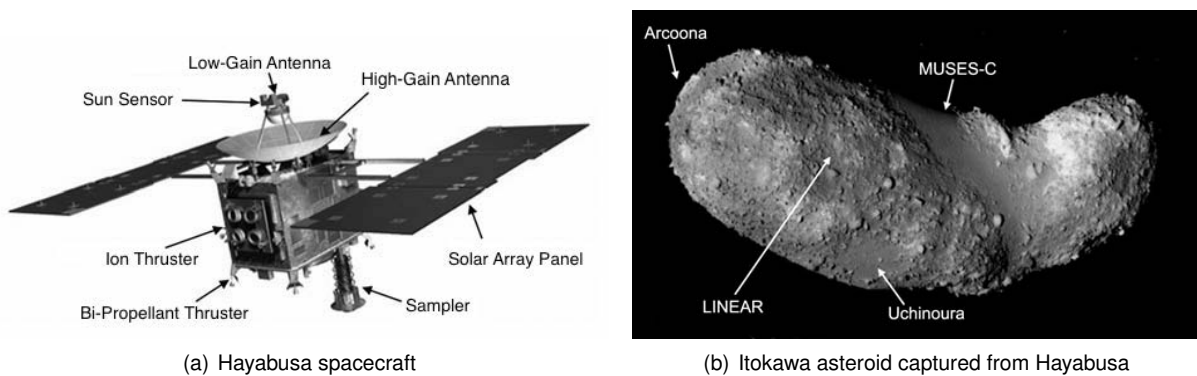 Low-Gain Antenna
High-Gain Antenna
Sun Sensor
Ion Thruster
Solar Array Panel
Bi-Propellant Thruster
Sampler
(a) Hayabusa spacecraft
Arcoona
MUSES-C
LINEAR
Uchinoura
(b) Itokawa asteroid captured from Hayabusa